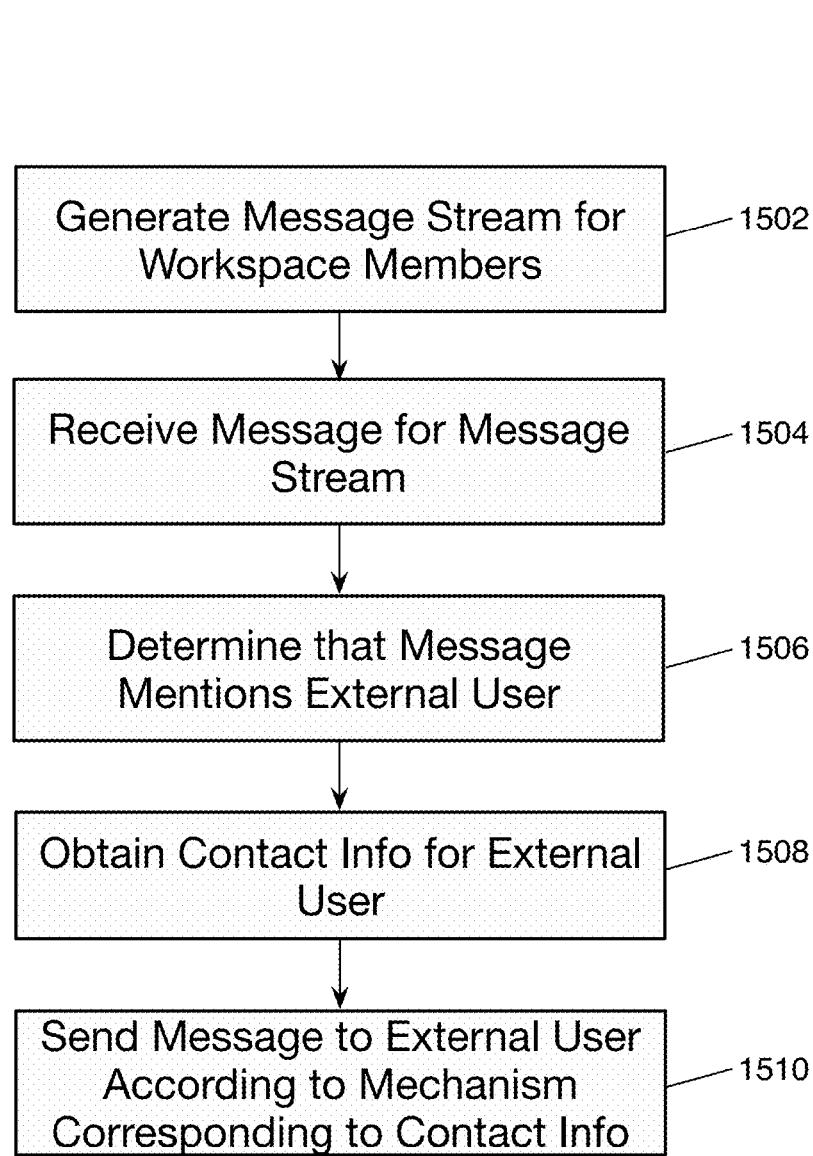 Generate Message Stream for
Workspace Members
1502
Receive Message for Message
Stream
1504
Determine that Message
Mentions External User
1506
Obtain Contact Info for External
User
1508
Send Message to External User
According to Mechanism
Corresponding to Contact Info
1510